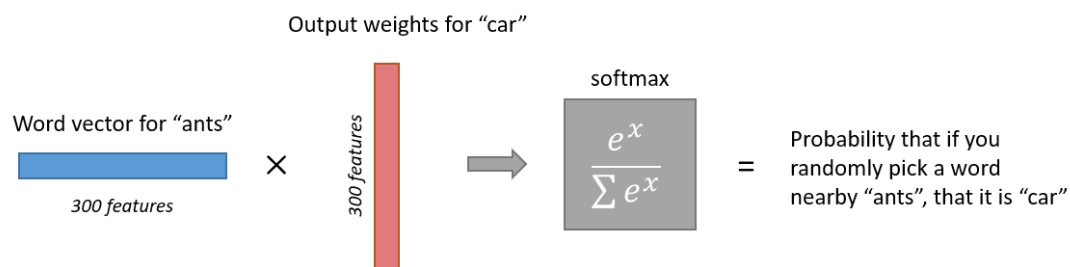 Output weights for “car”
softmax
Word vector for “ants”
300 features
×
300 features
e^x
∑ e^x
=
Probability that if you
randomly pick a word
nearby “ants”, that it is “car”